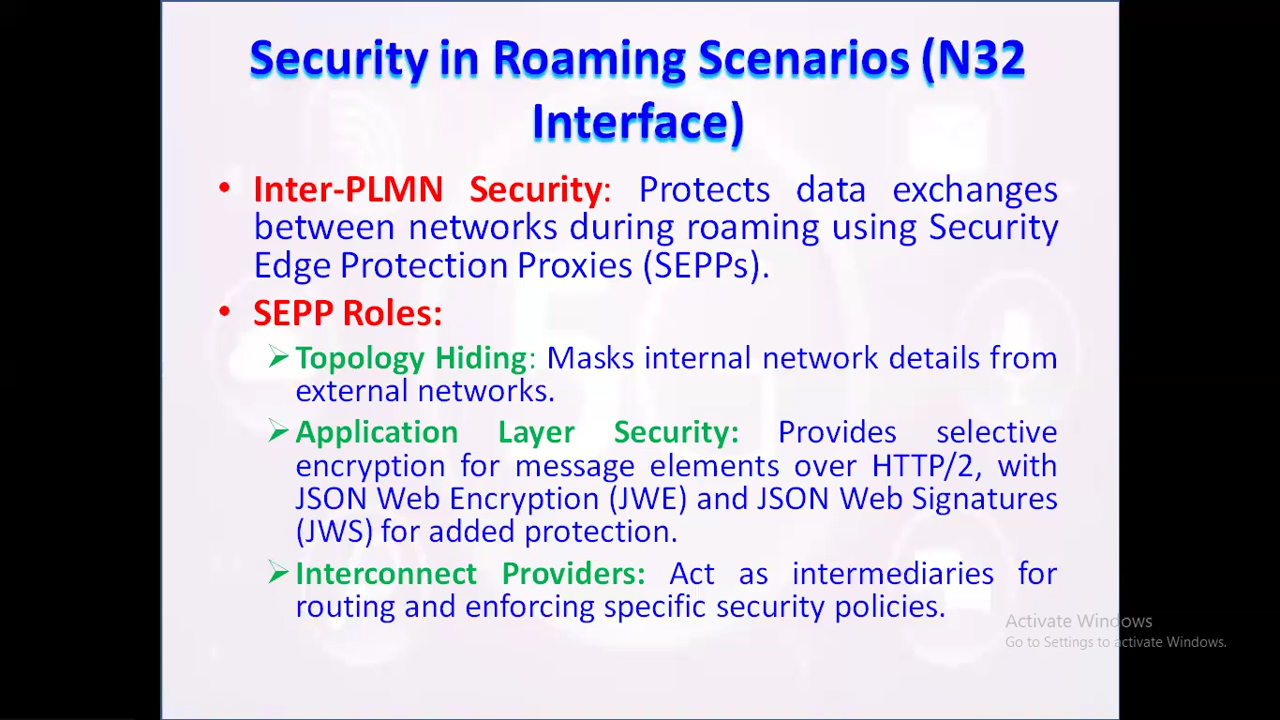 Security in Roaming Scenarios (N32
Interface)
• Inter-PLMN Security: Protects data exchanges
between networks during roaming using Security
Edge Protection Proxies (SEPPs).
• SEPP Roles:
➢ Topology Hiding: Masks internal network details from
external networks.
➢ Application Layer Security: Provides selective
encryption for message elements over HTTP/2, with
JSON Web Encryption (JWE) and JSON Web Signatures
(JWS) for added protection.
➢ Interconnect Providers: Act as intermediaries for
routing and enforcing specific security policies.
Activate Windows
Go to Settings to activate Windows.